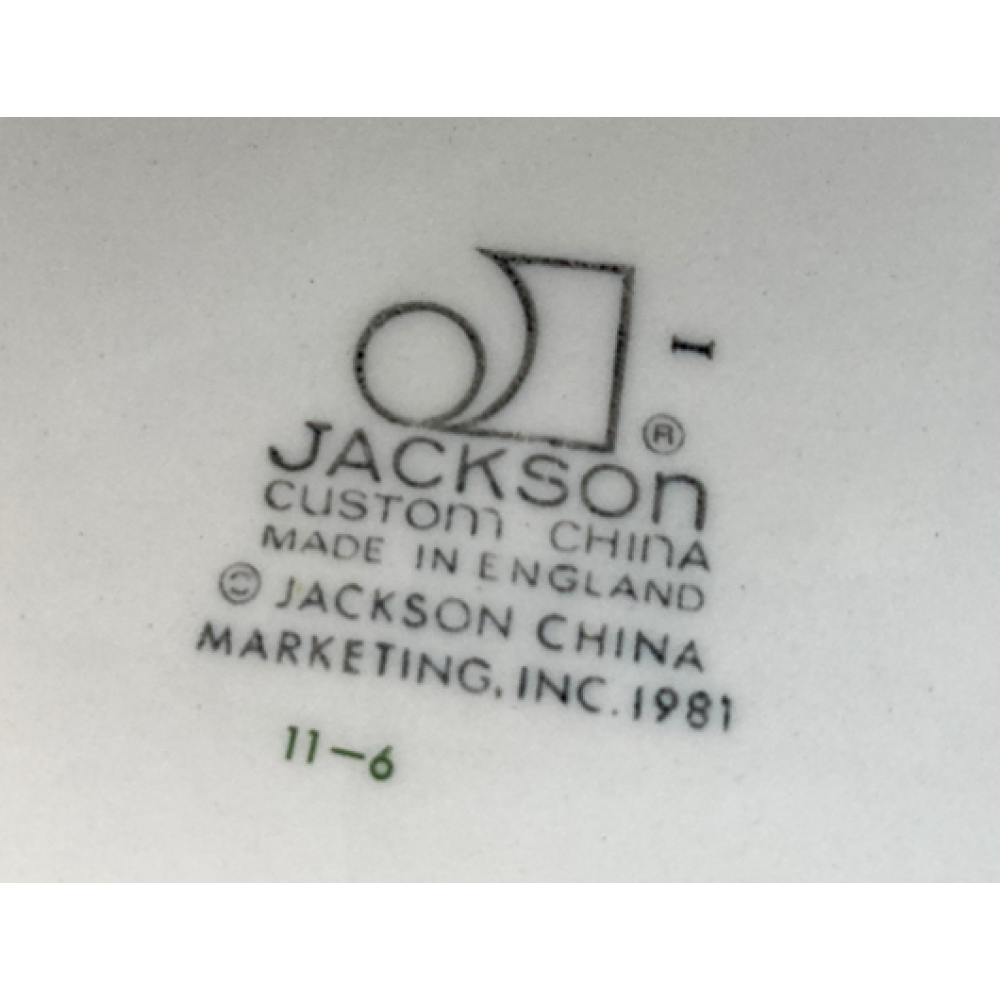 I
®
JACKSON
CUSTOM CHINA
MADE IN ENGLAND
© JACKSON CHINA
MARKETING, INC. 1981
11-6